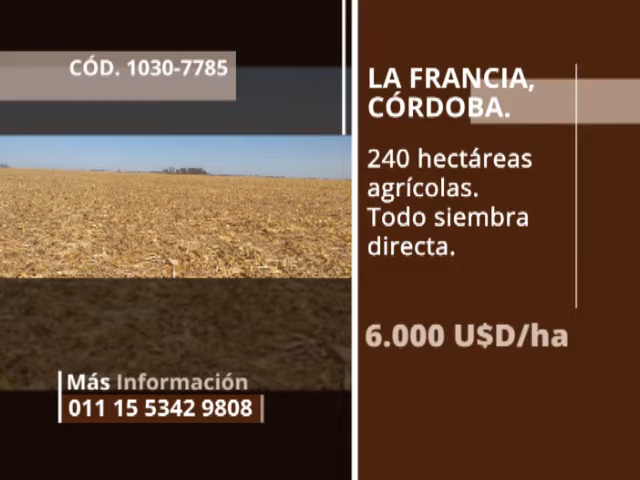 CÓD. 1030-7785
LA FRANCIA,
CÓRDOBA.
240 hectáreas
agrícolas.
Todo siembra
directa.
6.000 U$D/ha
Más Información
011 15 5342 9808